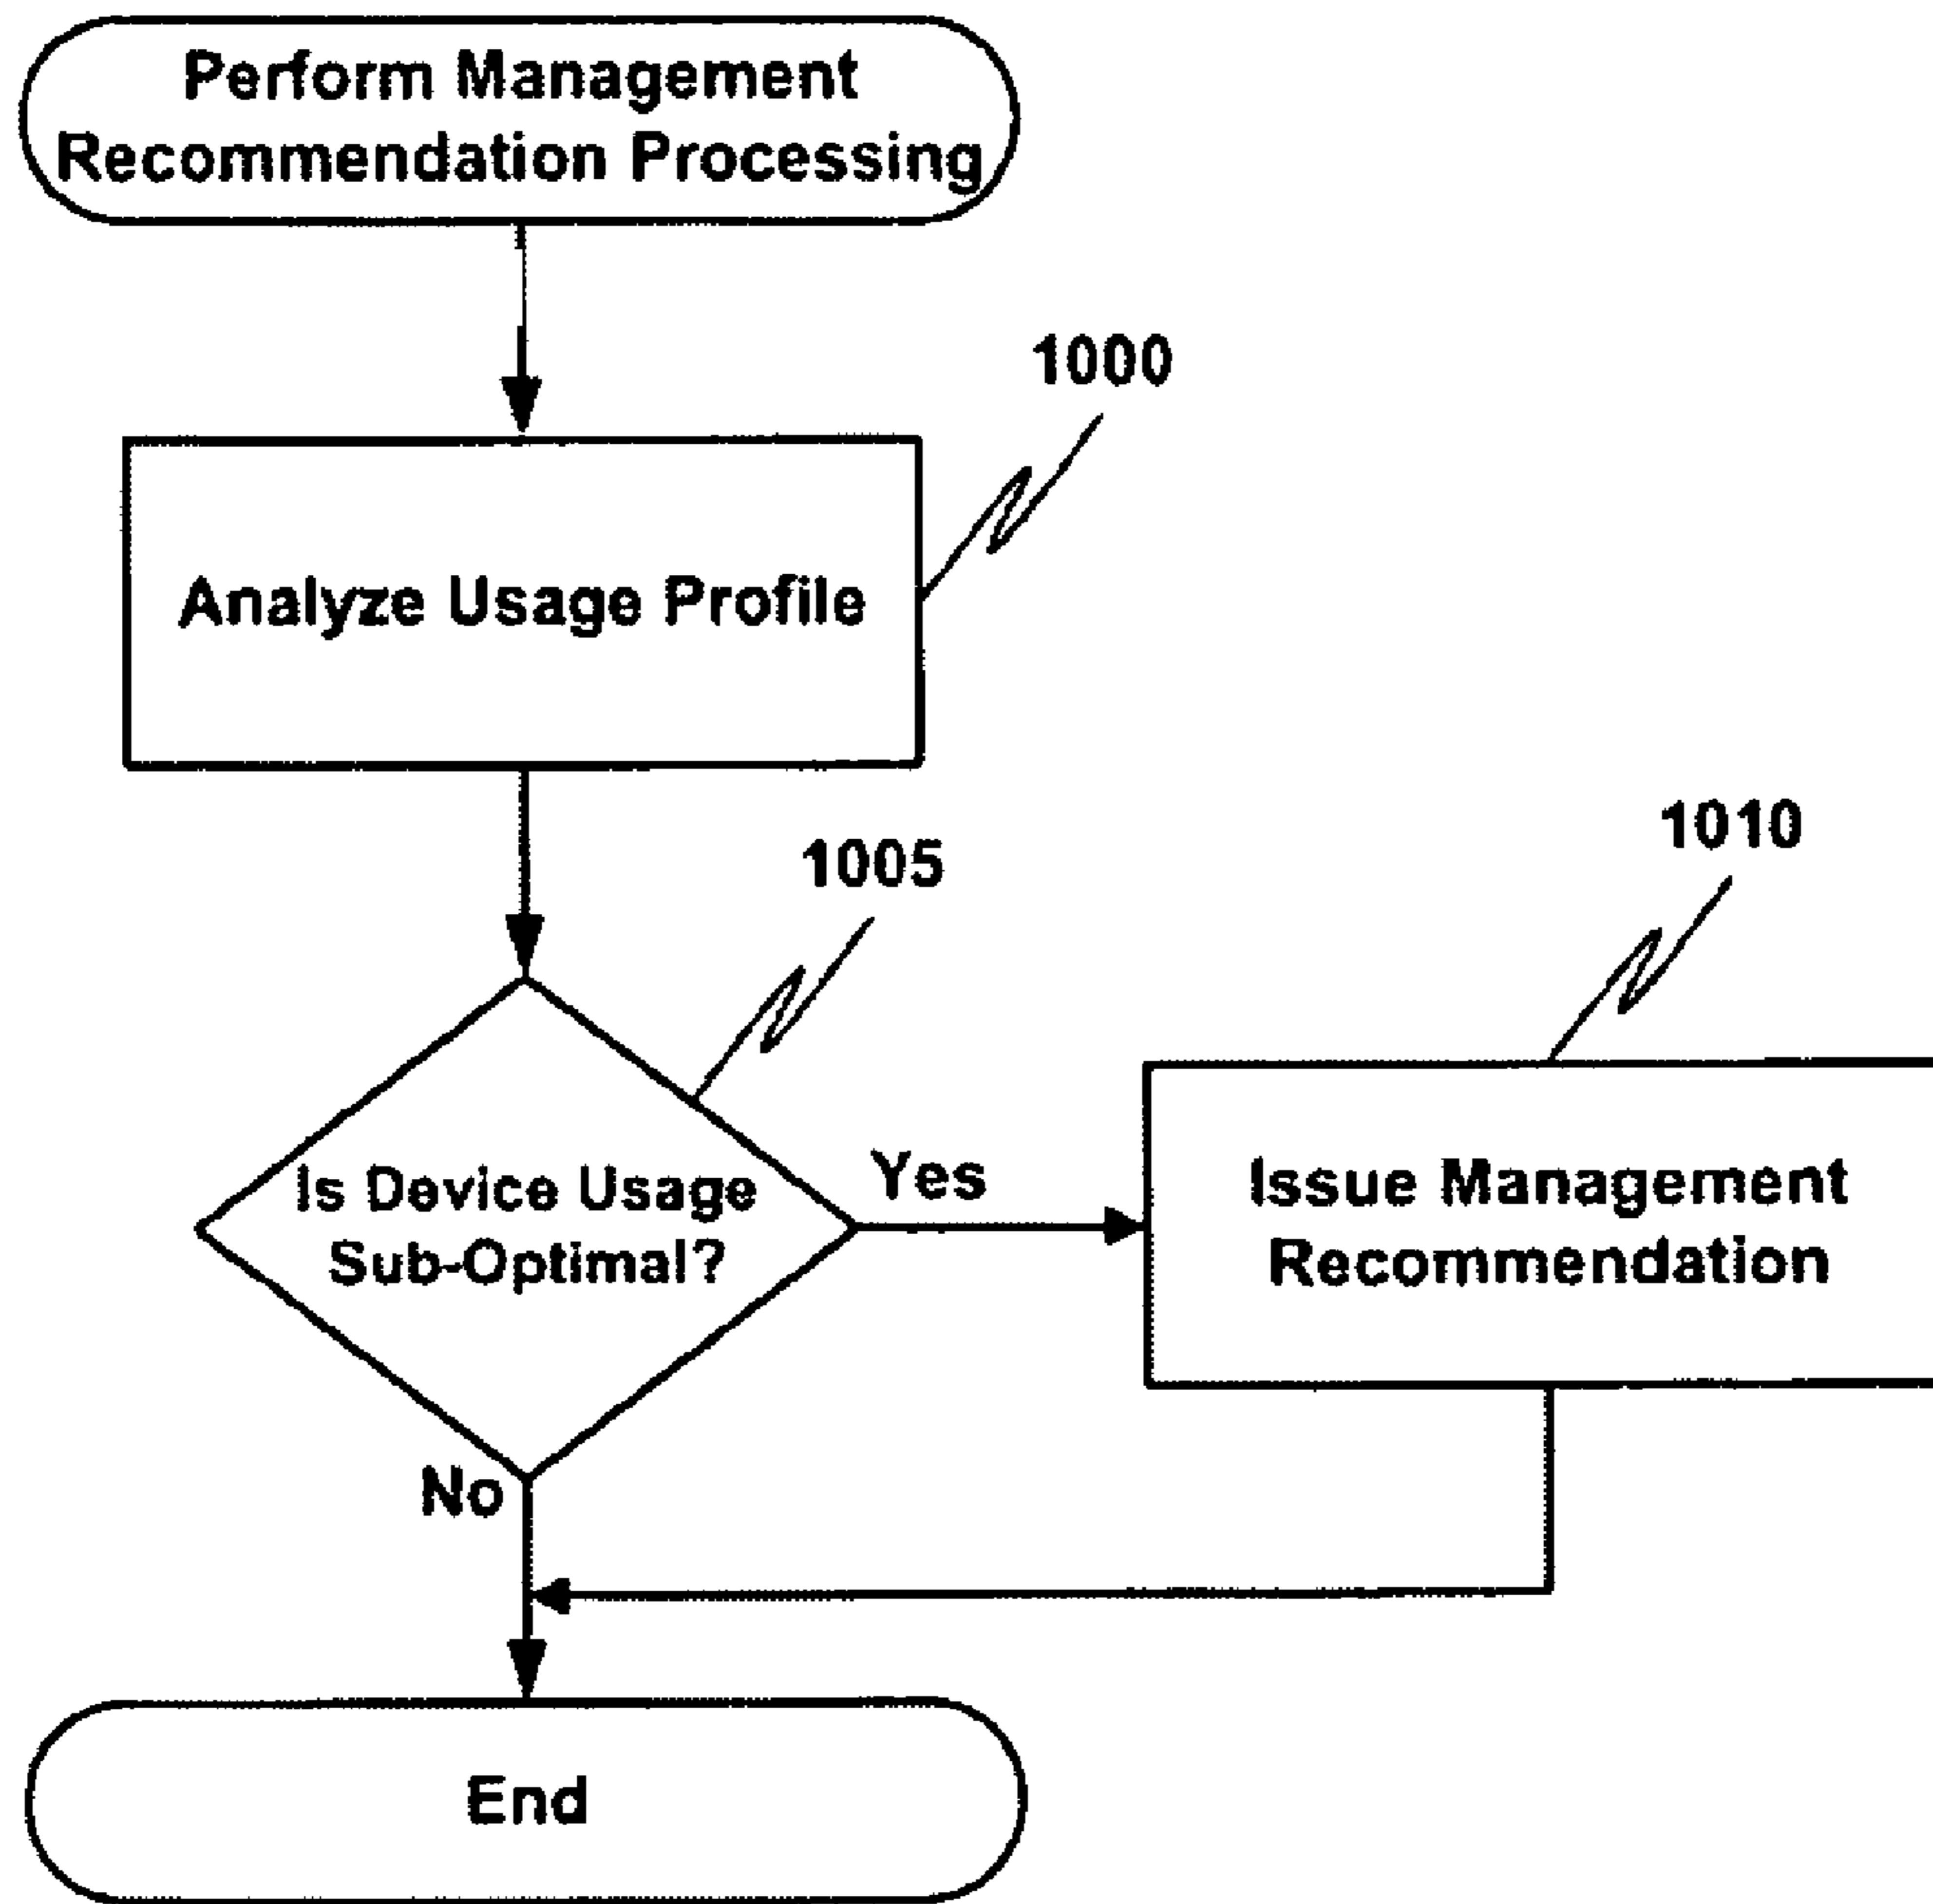 Perform Management
Recommendation Processing
1000
Analyze Usage Profile
1005
1010
Is Device Usage
Sub-Optimal?
Yes
Issue Management
Recommendation
No
End